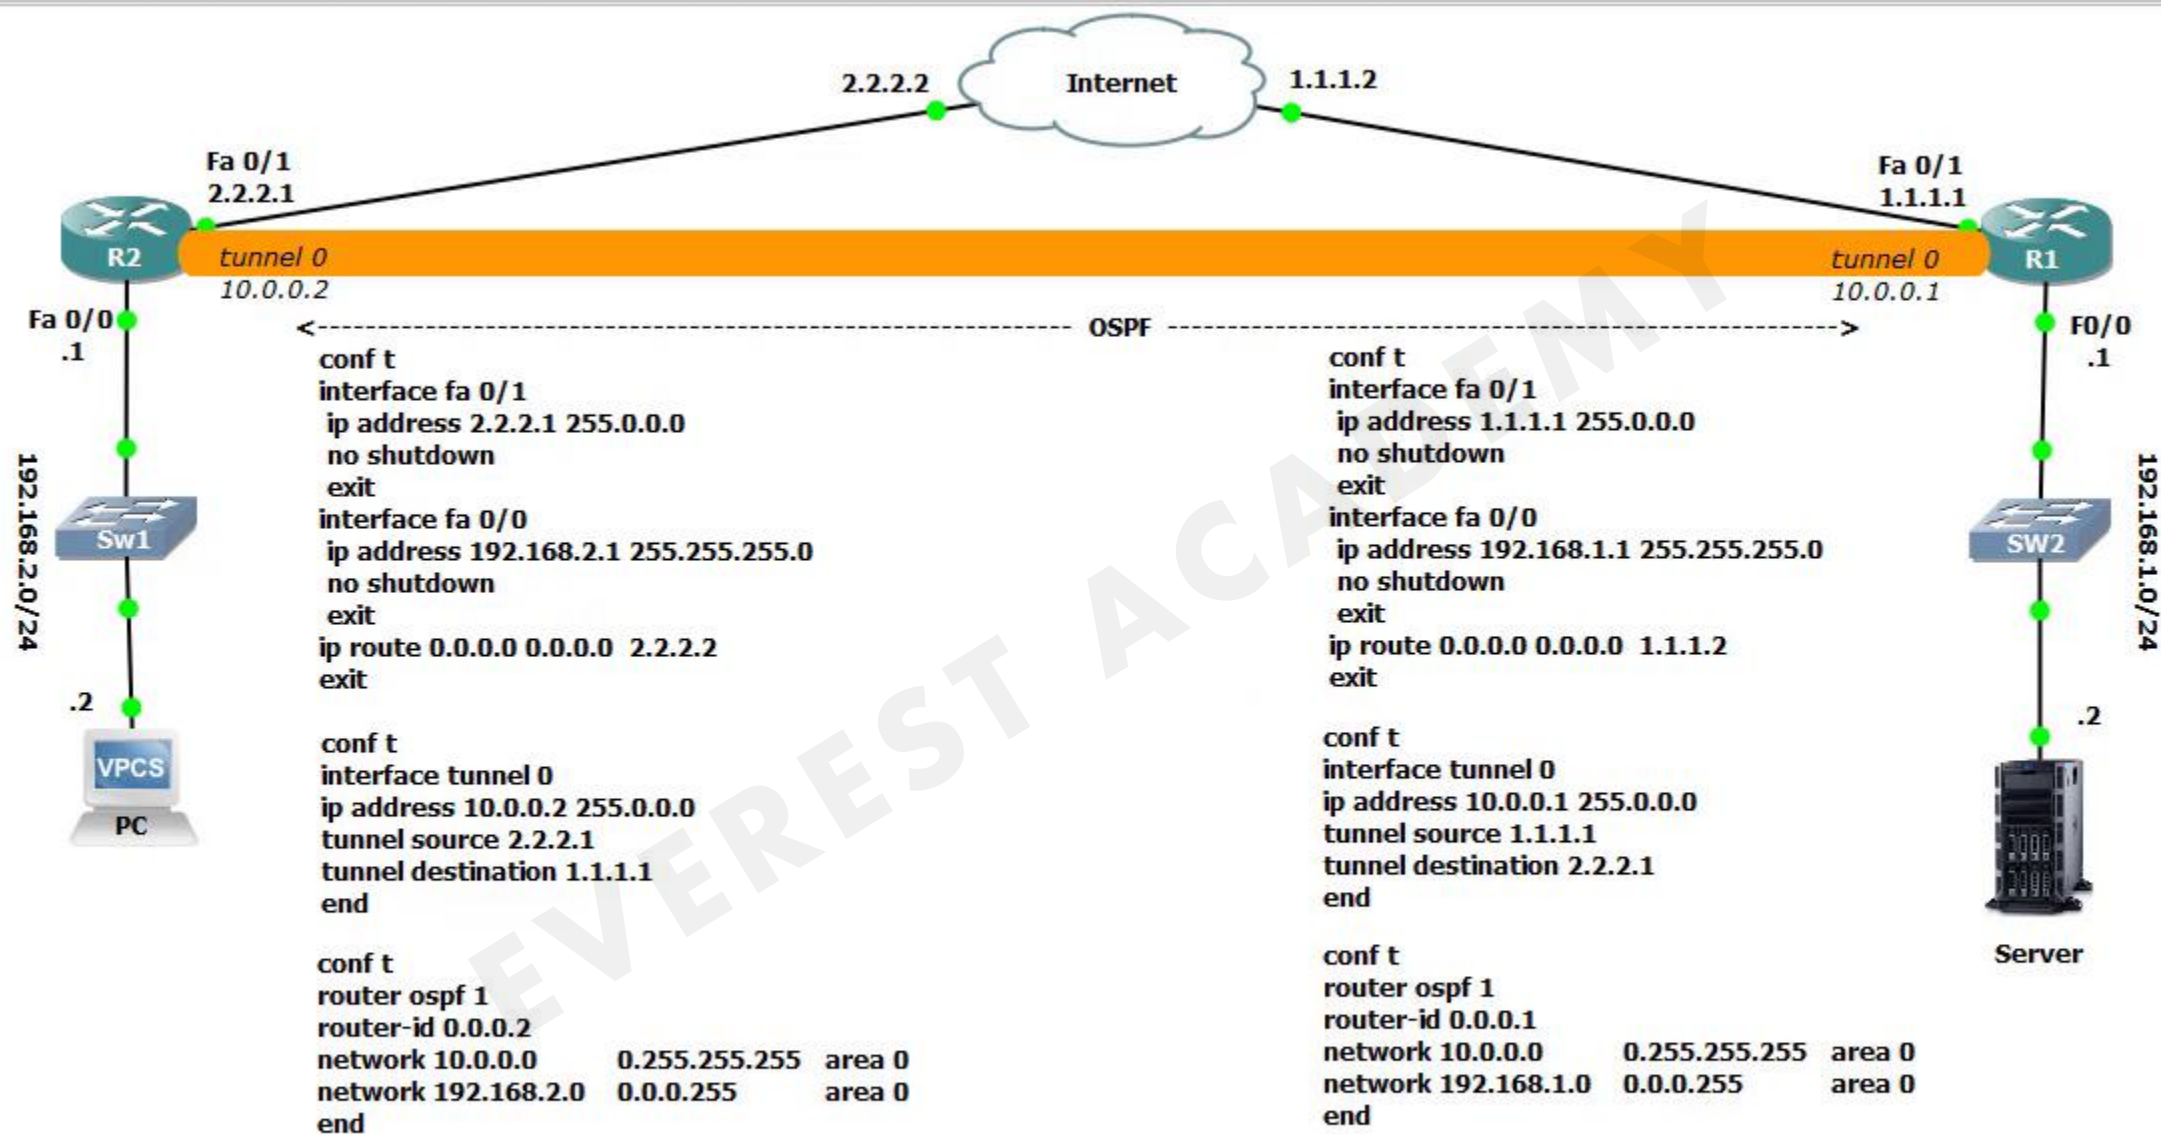 Internet
2.2.2.2
1.1.1.2
Fa 0/1
2.2.2.1
Fa 0/1
1.1.1.1
R2
tunnel 0
10.0.0.2
tunnel 0
10.0.0.1
R1
Fa 0/0
.1
<---------- OSPF ---------->
F0/0
.1
192.168.2.0/24
Sw1
.2
VPCS
PC
conf t
interface fa 0/1
ip address 2.2.2.1 255.0.0.0
no shutdown
exit
interface fa 0/0
ip address 192.168.2.1 255.255.255.0
no shutdown
exit
ip route 0.0.0.0 0.0.0.0 2.2.2.2
exit
conf t
interface tunnel 0
ip address 10.0.0.2 255.0.0.0
tunnel source 2.2.2.1
tunnel destination 1.1.1.1
end
conf t
router ospf 1
router-id 0.0.0.2
network 10.0.0.0 0.255.255.255 area 0
network 192.168.2.0 0.0.0.255 area 0
end
conf t
interface fa 0/1
ip address 1.1.1.1 255.0.0.0
no shutdown
exit
interface fa 0/0
ip address 192.168.1.1 255.255.255.0
no shutdown
exit
ip route 0.0.0.0 0.0.0.0 1.1.1.2
exit
conf t
interface tunnel 0
ip address 10.0.0.1 255.0.0.0
tunnel source 1.1.1.1
tunnel destination 2.2.2.1
end
conf t
router ospf 1
router-id 0.0.0.1
network 10.0.0.0 0.255.255.255 area 0
network 192.168.1.0 0.0.0.255 area 0
end
192.168.1.0/24
SW2
.2
Server
EVEREST ACADEMY